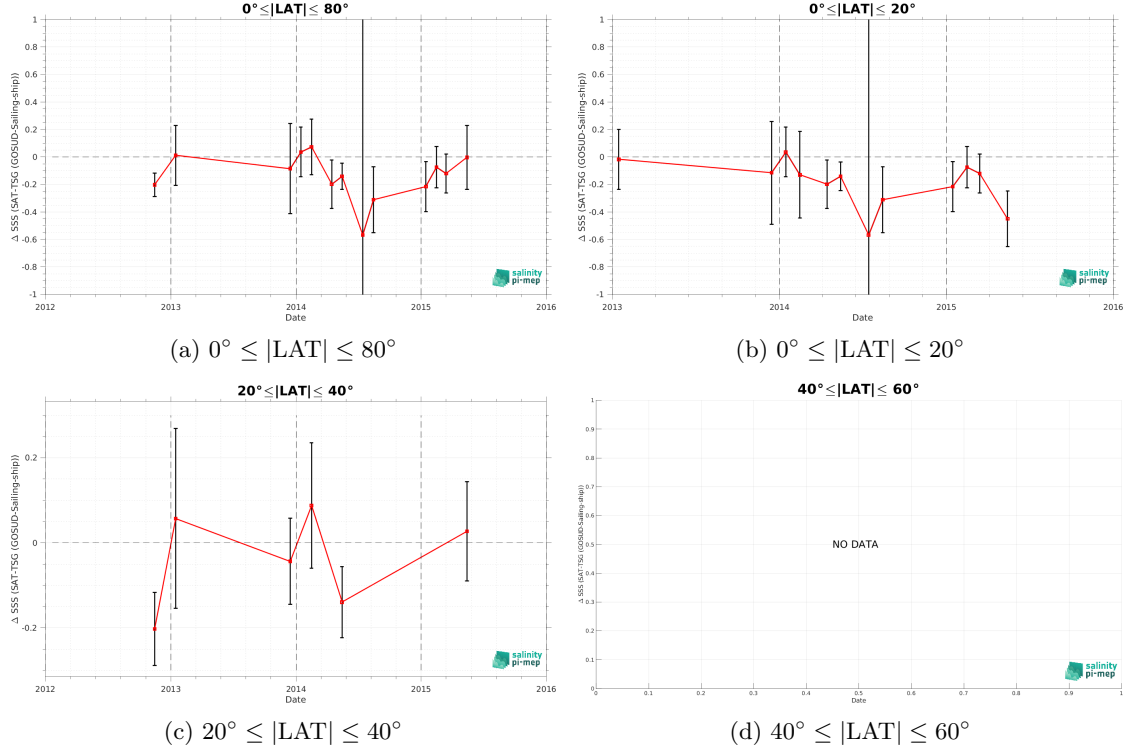 0°≤|LAT|≤ 80°
Δ SSS (SAT-TSG (GOSUD-Sailing-ship))
1
0.8
0.6
0.4
0.2
0
-0.2
-0.4
-0.6
-0.8
-1
2012
2013
2014
2015
2016
Date
salinity
pi-mep
(a) 0° ≤ |LAT| ≤ 80°
0°≤|LAT|≤ 20°
Δ SSS (SAT-TSG (GOSUD-Sailing-ship))
1
0.8
0.6
0.4
0.2
0
-0.2
-0.4
-0.6
-0.8
-1
2013
2014
2015
2016
Date
salinity
pi-mep
(b) 0° ≤ |LAT| ≤ 20°
20°≤|LAT|≤ 40°
Δ SSS (SAT-TSG (GOSUD-Sailing-ship))
0.2
0
-0.2
2012
2013
2014
2015
2016
Date
salinity
pi-mep
(c) 20° ≤ |LAT| ≤ 40°
40°≤|LAT|≤ 60°
Δ SSS (SAT-TSG (GOSUD-Sailing-ship))
1
0.9
0.8
0.7
0.6
0.5
0.4
0.3
0.2
0.1
0
NO DATA
0
0.1
0.2
0.3
0.4
0.5
0.6
0.7
0.8
0.9
1
Date
salinity
pi-mep
(d) 40° ≤ |LAT| ≤ 60°